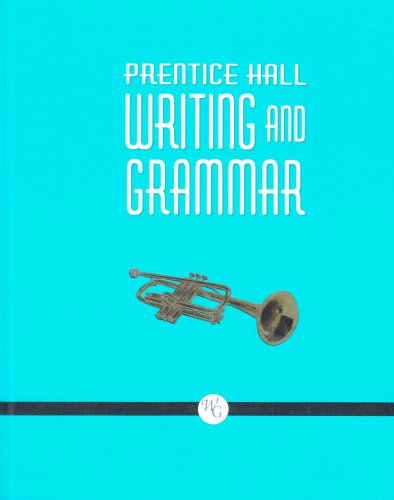 PRENTICE HALL
WRITING AND
GRAMMAR
WG